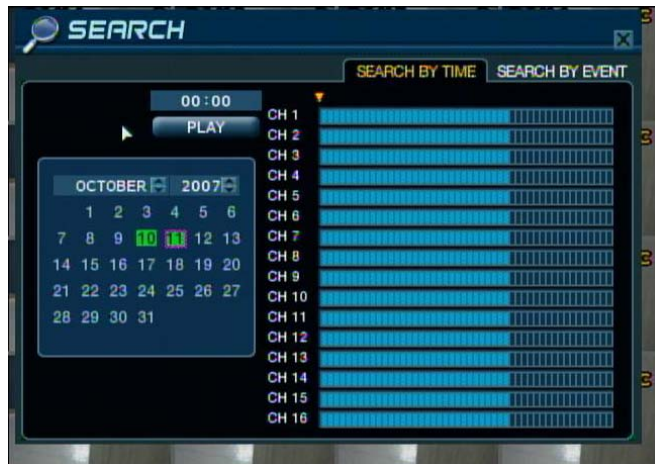 SEARCH
SEARCH BY TIME
SEARCH BY EVENT
00:00
PLAY
OCTOBER 2007
1 2 3 4 5 6
7 8 9 10 11 12 13
14 15 16 17 18 19 20
21 22 23 24 25 26 27
28 29 30 31
CH 1
CH 2
CH 3
CH 4
CH 5
CH 6
CH 7
CH 8
CH 9
CH 10
CH 11
CH 12
CH 13
CH 14
CH 15
CH 16